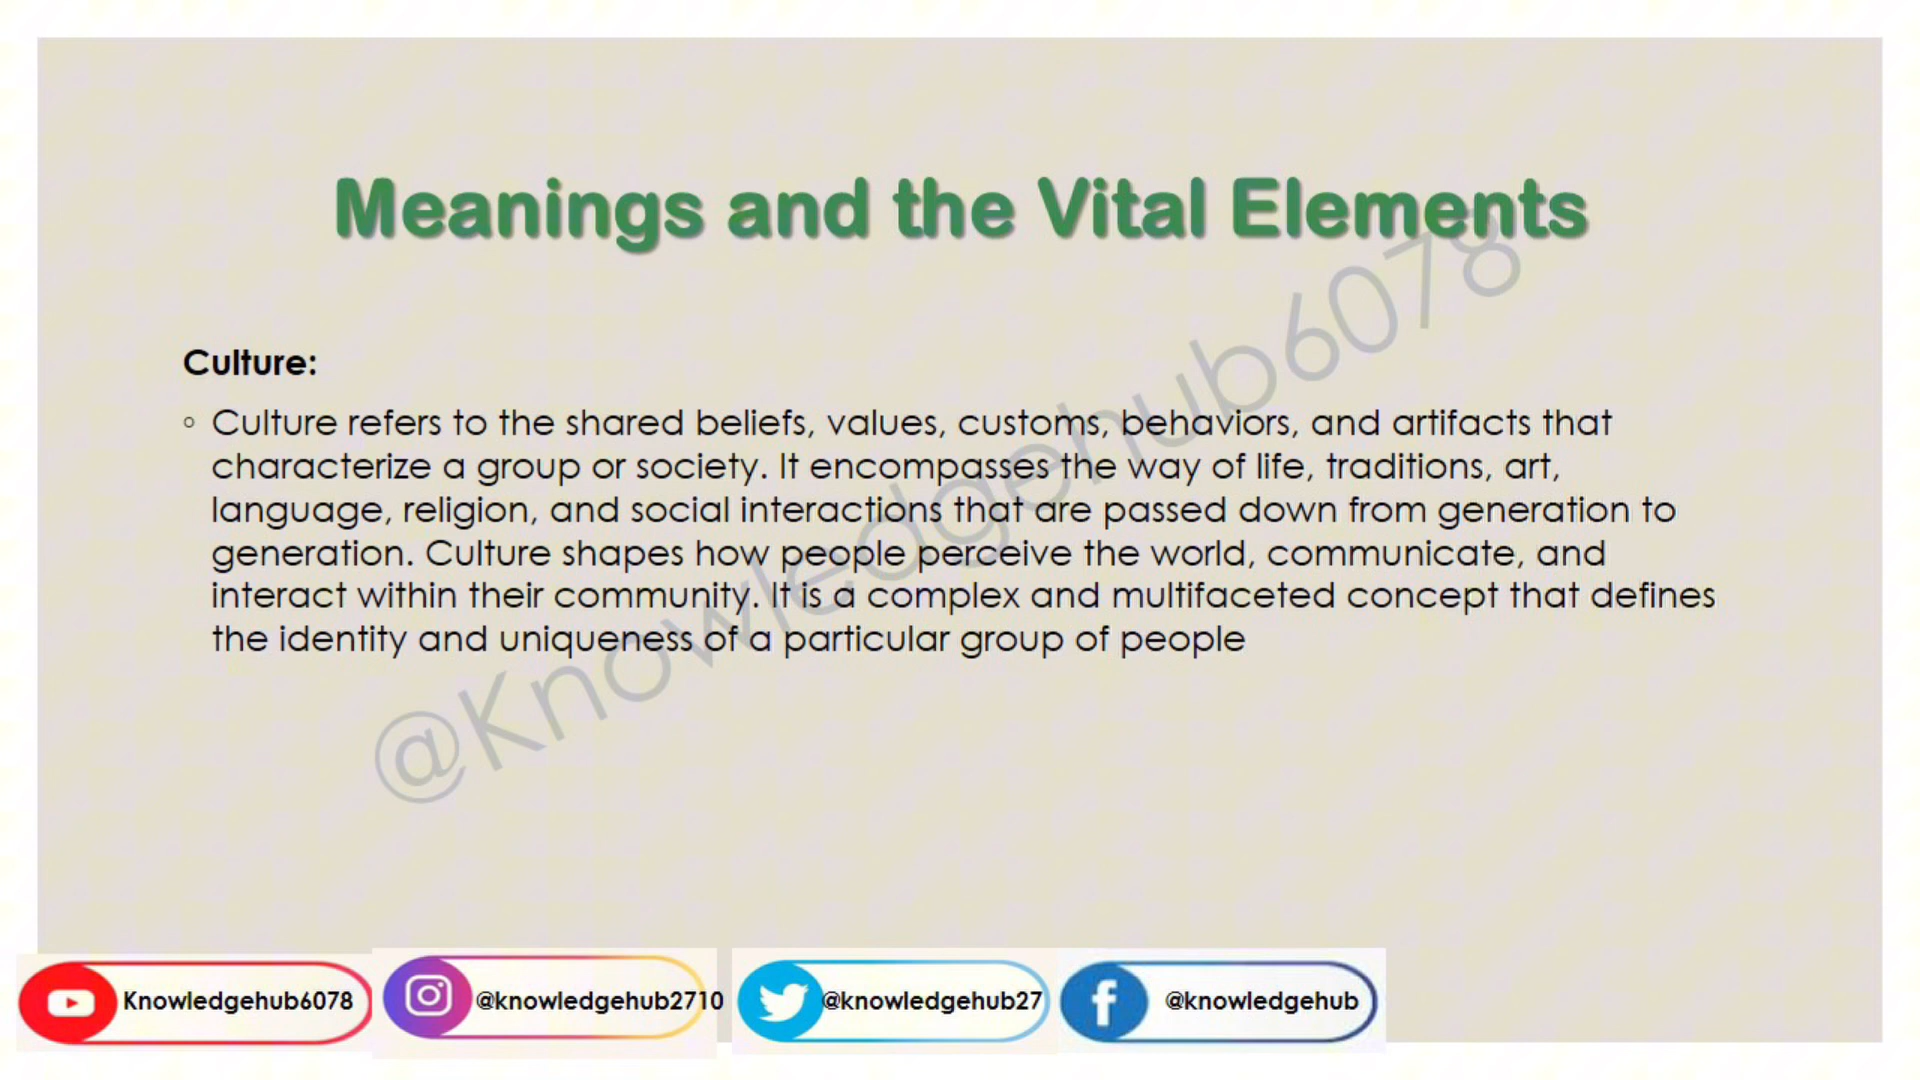 Meanings and the Vital Elements
Culture:
◦ Culture refers to the shared beliefs, values, customs, behaviors, and artifacts that
characterize a group or society. It encompasses the way of life, traditions, art,
language, religion, and social interactions that are passed down from generation to
generation. Culture shapes how people perceive the world, communicate, and
interact within their community. It is a complex and multifaceted concept that defines
the identity and uniqueness of a particular group of people
@Knowledgehub6078
Knowledgehub6078
@knowledgehub2710
@knowledgehub27
@knowledgehub